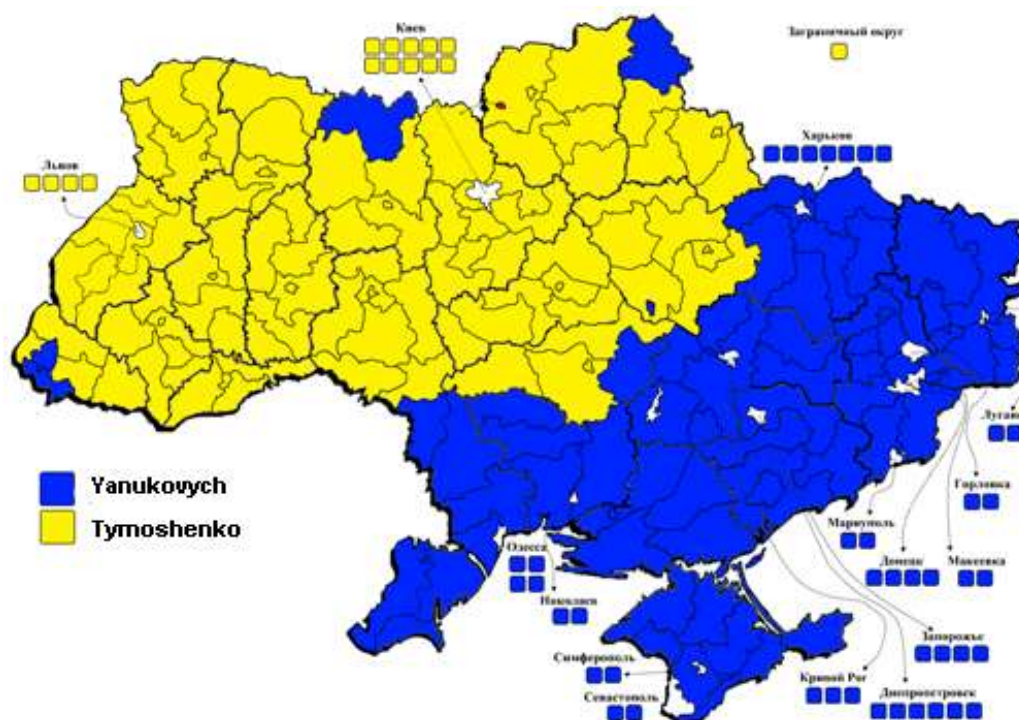 Киев
Заграничный округ
Харьков
Львов
Yanukovych
Tymoshenko
Горловка
Мариуполь
Одесса
Донецк
Макеевка
Николаев
Запорожье
Симферополь
Кривой Рог
Севастополь
Днепропетровск